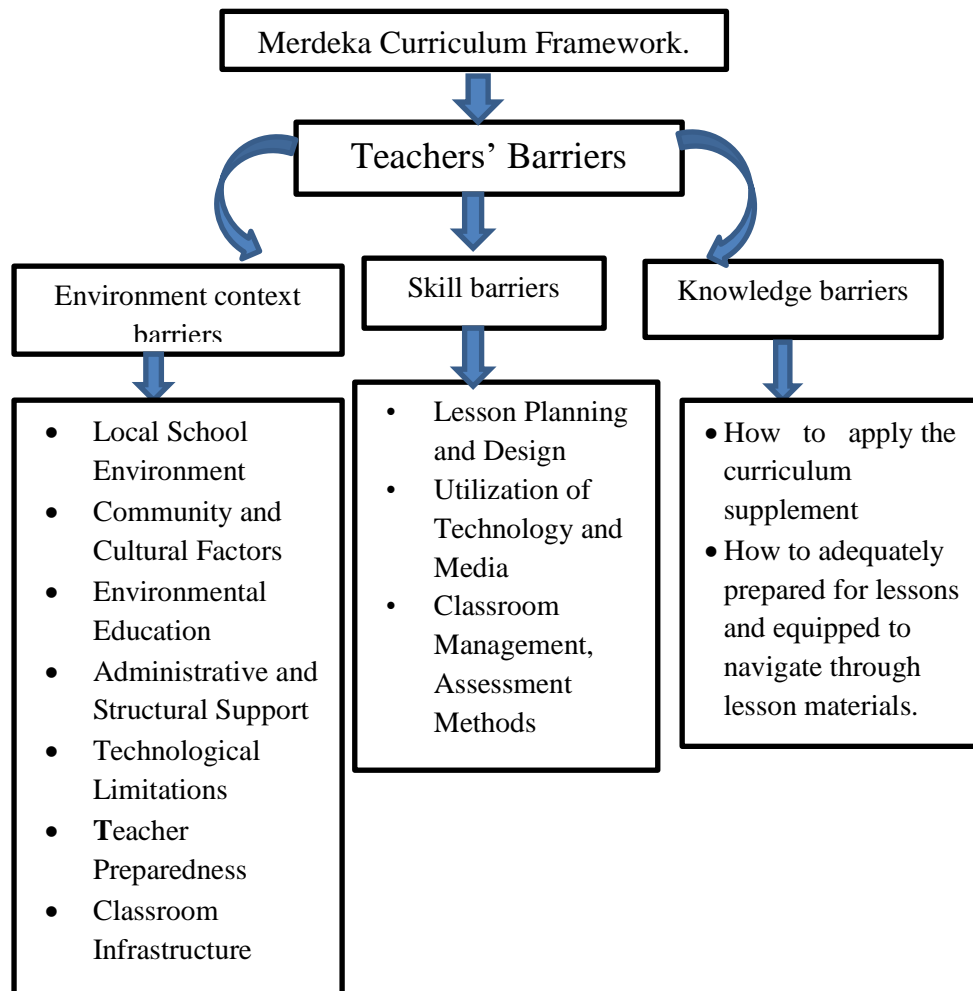 Merdeka Curriculum Framework.
Teachers’ Barriers
Environment context
barriers
Skill barriers
Knowledge barriers
• Local School
Environment
• Community and
Cultural Factors
• Environmental
Education
• Administrative and
Structural Support
• Technological
Limitations
• Teacher
Preparedness
• Classroom
Infrastructure
• Lesson Planning
and Design
• Utilization of
Technology and
Media
• Classroom
Management,
Assessment
Methods
• How to apply the
curriculum
supplement
• How to adequately
prepared for lessons
and equipped to
navigate through
lesson materials.